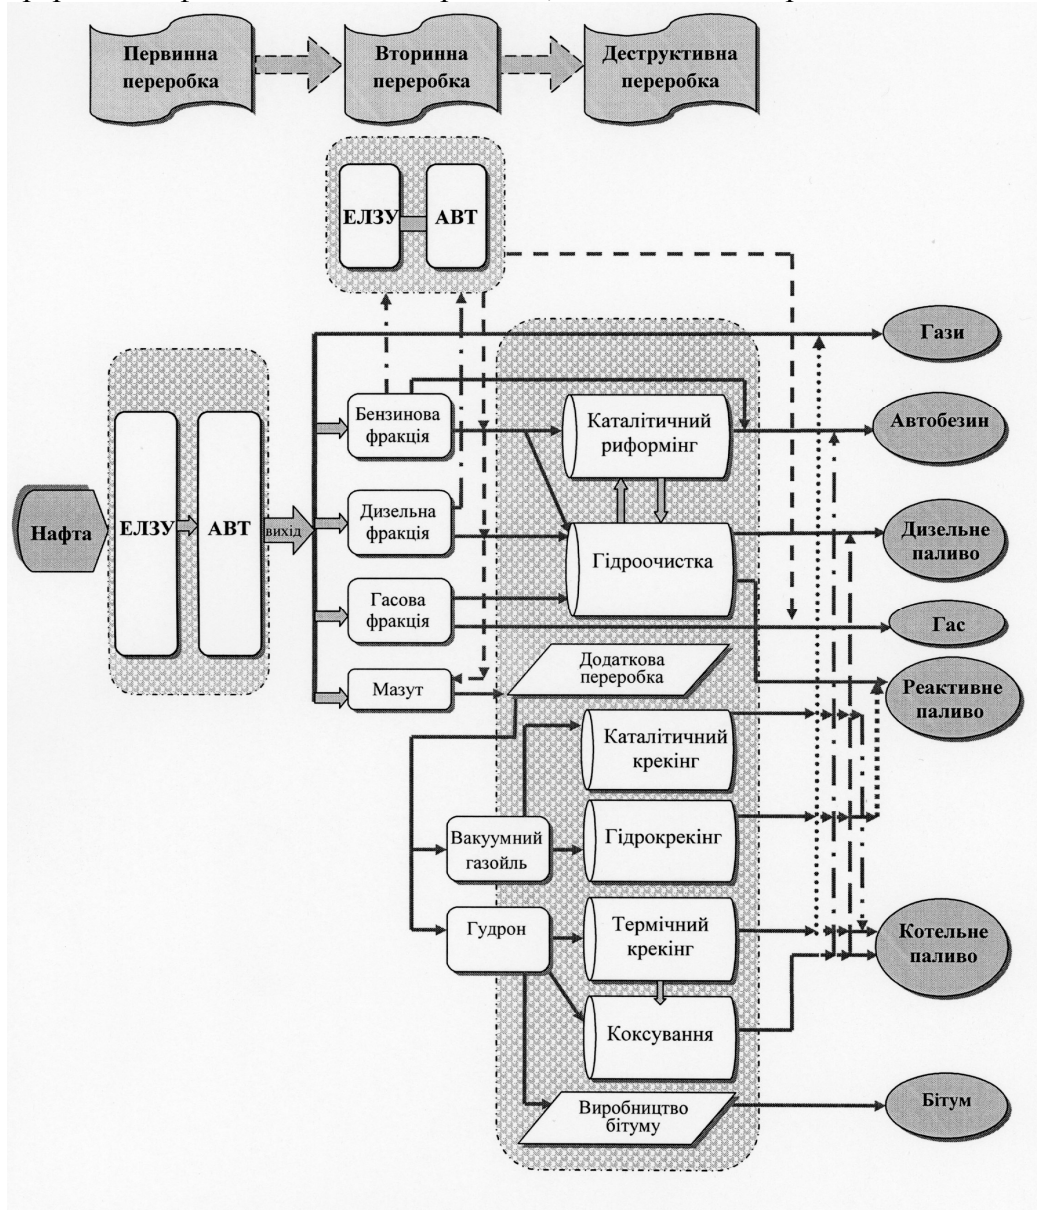 Первинна
переробка
Вторинна
переробка
Деструктивна
переробка
ЕЛЗУ
АВТ
Гази
Бензинова
фракція
Каталітичний
риформінг
Автобезин
Нафта
ЕЛЗУ
АВТ
вихід
Дизельна
фракція
Гідроочистка
Дизельне
паливо
Гасова
фракція
Гас
Мазут
Додаткова
переробка
Реактивне
паливо
Каталітичний
крекінг
Вакуумний
газойль
Гідрокрекінг
Гудрон
Термічний
крекінг
Котельне
паливо
Коксування
Виробництво
бітуму
Бітум